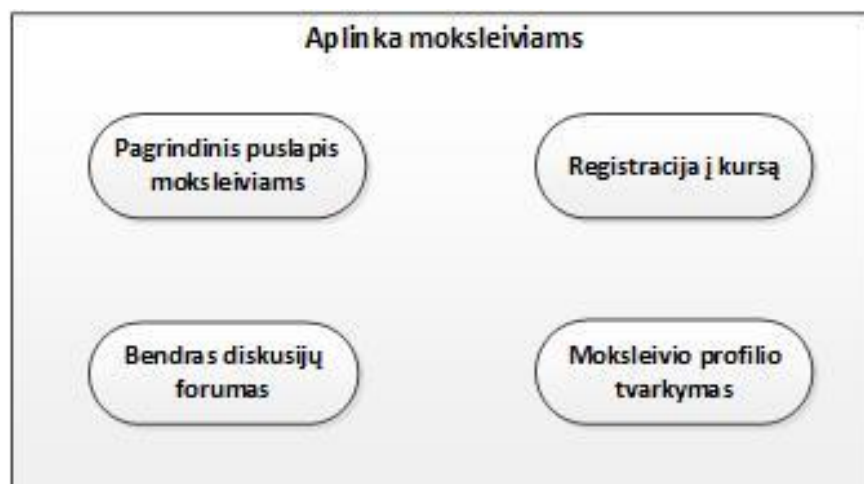 Aplinka moksleiviams
Pagrindinis puslapis
moksleiviams
Registracija į kursą
Bendras diskusijų
forumas
Moksleivio profilio
tvarkymas